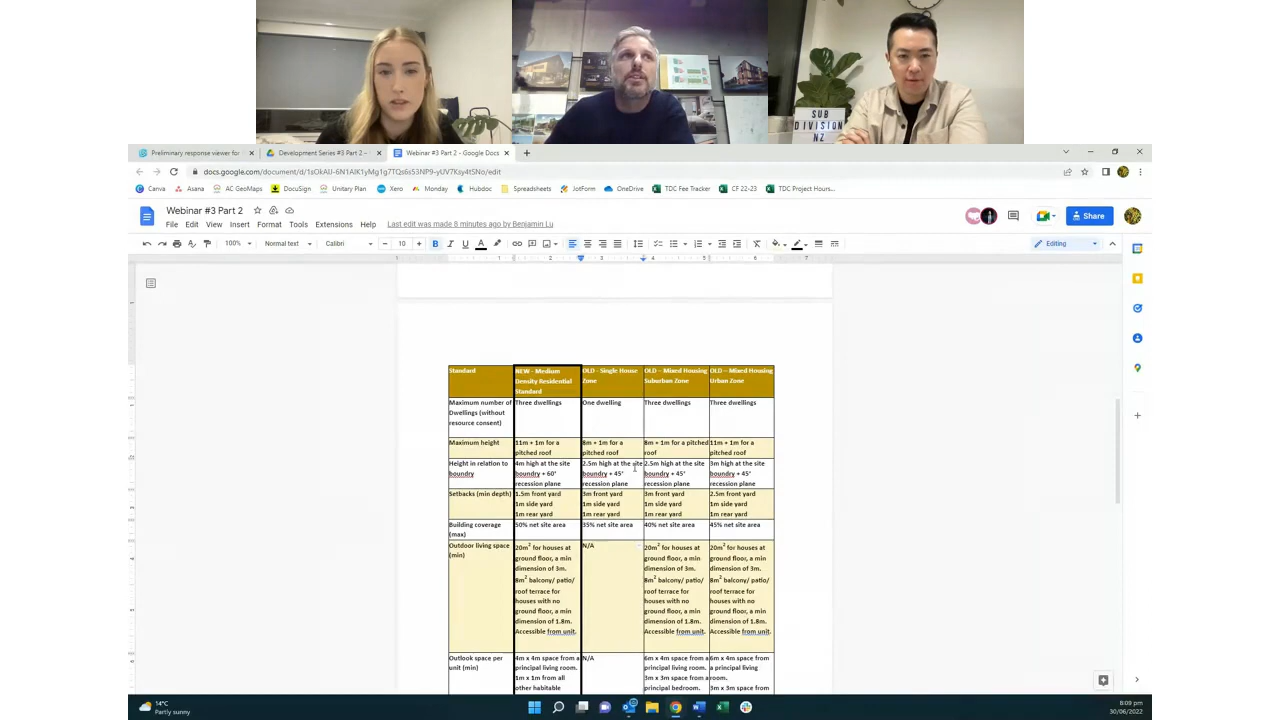 SUB
DIVISION
NZ
Preliminary response viewer for
Development Series #3 Part 2 -
Webinar #3 Part 2 - Google Docs
docs.google.com/document/d/
/edit
Canva
Asana
AC GeoMaps
DocuSign
Unitary Plan
Xero
Monday
Hubdoc
Spreadsheets
JotForm
OneDrive
TDC Fee Tracker
CF 22-23
TDC Project Hours...
Webinar #3 Part 2
File Edit View Insert Format Tools Extensions Help
Last edit was made 8 minutes ago by Benjamin Lu
Share
100%
Normal text
Calibri
10
Editing
Standard
NEW - Medium
Density Residential
Standard
OLD - Single House
Zone
OLD – Mixed Housing
Suburban Zone
OLD – Mixed Housing
Urban Zone
Maximum number of
Dwellings (without
resource consent)
Three dwellings
One dwelling
Three dwellings
Three dwellings
Maximum height
11m + 1m for a
pitched roof
8m + 1m for a
pitched roof
8m + 1m for a pitched
roof
11m + 1m for a
pitched roof
Height in relation to
boundry
4m high at the site
boundry + 60°
recession plane
2.5m high at the site
boundry + 45°
recession plane
2.5m high at the site
boundry + 45°
recession plane
3m high at the site
boundry + 45°
recession plane
Setbacks (min depth)
1.5m front yard
1m side yard
1m rear yard
3m front yard
1m side yard
1m rear yard
3m front yard
1m side yard
1m rear yard
2.5m front yard
1m side yard
1m rear yard
Building coverage
(max)
50% net site area
35% net site area
40% net site area
45% net site area
Outdoor living space
(min)
20m² for houses at
ground floor, a min
dimension of 3m.
8m² balcony/ patio/
roof terrace for
houses with no
ground floor, a min
dimension of 1.8m.
Accessible from unit.
N/A
20m² for houses at
ground floor, a min
dimension of 3m.
8m² balcony/ patio/
roof terrace for
houses with no
ground floor, a min
dimension of 1.8m.
Accessible from unit.
20m² for houses at
ground floor, a min
dimension of 3m.
8m² balcony/ patio/
roof terrace for
houses with no
ground floor, a min
dimension of 1.8m.
Accessible from unit.
Outlook space per
unit (min)
4m x 4m space from a
principal living room.
1m x 1m from all
other habitable
N/A
6m x 4m space from a
principal living room.
3m x 3m space from a
principal bedroom.
6m x 4m space from
a principal living
room.
3m x 3m space from
14°C
Partly sunny
8:09 pm
30/06/2022